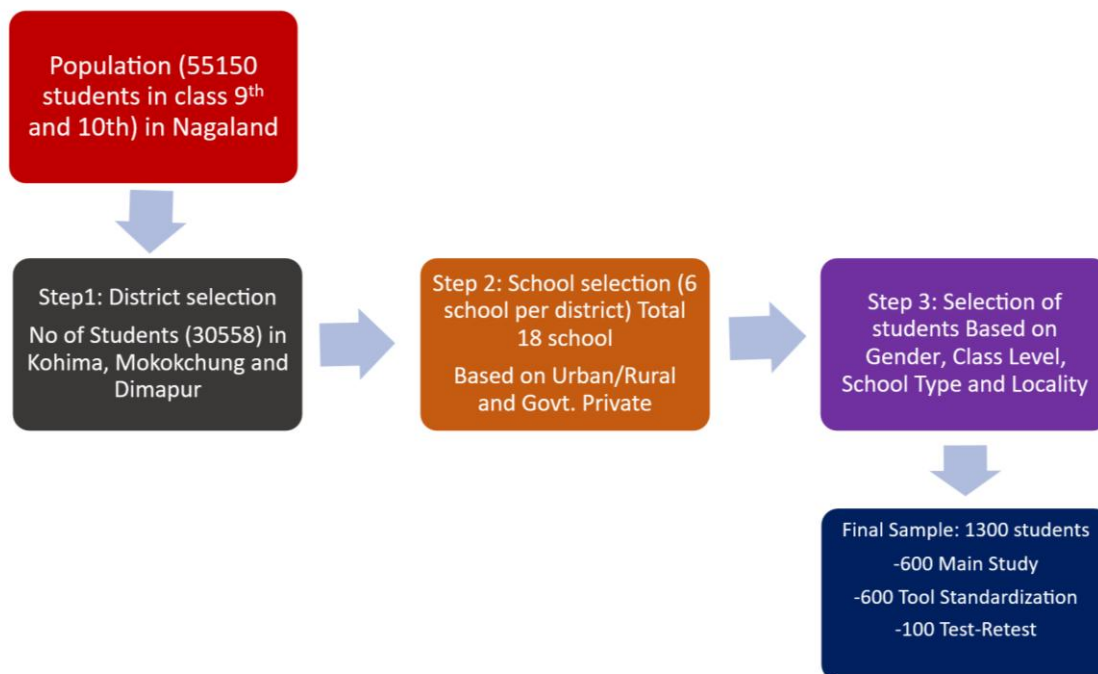 Population (55150
students in class 9th
and 10th) in Nagaland
Step1: District selection
No of Students (30558) in
Kohima, Mokokchung and
Dimapur
Step 2: School selection (6
school per district) Total
18 school
Based on Urban/Rural
and Govt. Private
Step 3: Selection of
students Based on
Gender, Class Level,
School Type and Locality
Final Sample: 1300 students
-600 Main Study
-600 Tool Standardization
-100 Test-Retest